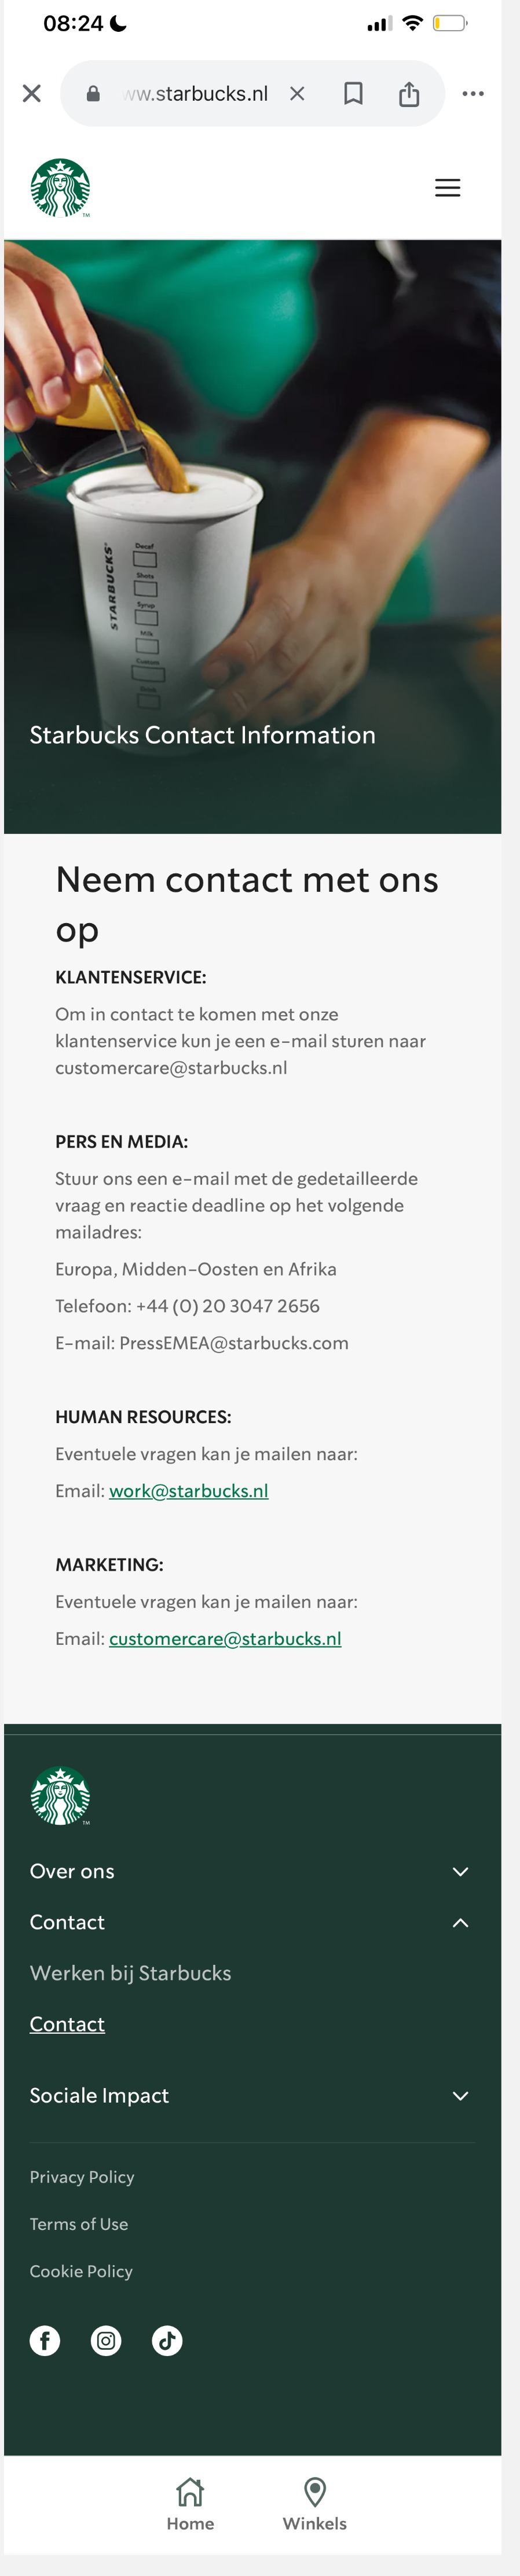 08:24
ww.starbucks.nl
TM
Decaf
Shots
Syrup
Milk
Custom
Drink
STARBUCKS®
Starbucks Contact Information
Neem contact met ons
op
KLANTENSERVICE:
Om in contact te komen met onze
klantenservice kun je een e-mail sturen naar
customercare@starbucks.nl
PERS EN MEDIA:
Stuur ons een e-mail met de gedetailleerde
vraag en reactie deadline op het volgende
mailadres:
Europa, Midden-Oosten en Afrika
Telefoon: +44 (0) 20 3047 2656
E-mail: PressEMEA@starbucks.com
HUMAN RESOURCES:
Eventuele vragen kan je mailen naar:
Email: work@starbucks.nl
MARKETING:
Eventuele vragen kan je mailen naar:
Email: customercare@starbucks.nl
TM
Over ons
Contact
Werken bij Starbucks
Contact
Sociale Impact
Privacy Policy
Terms of Use
Cookie Policy
Home
Winkels